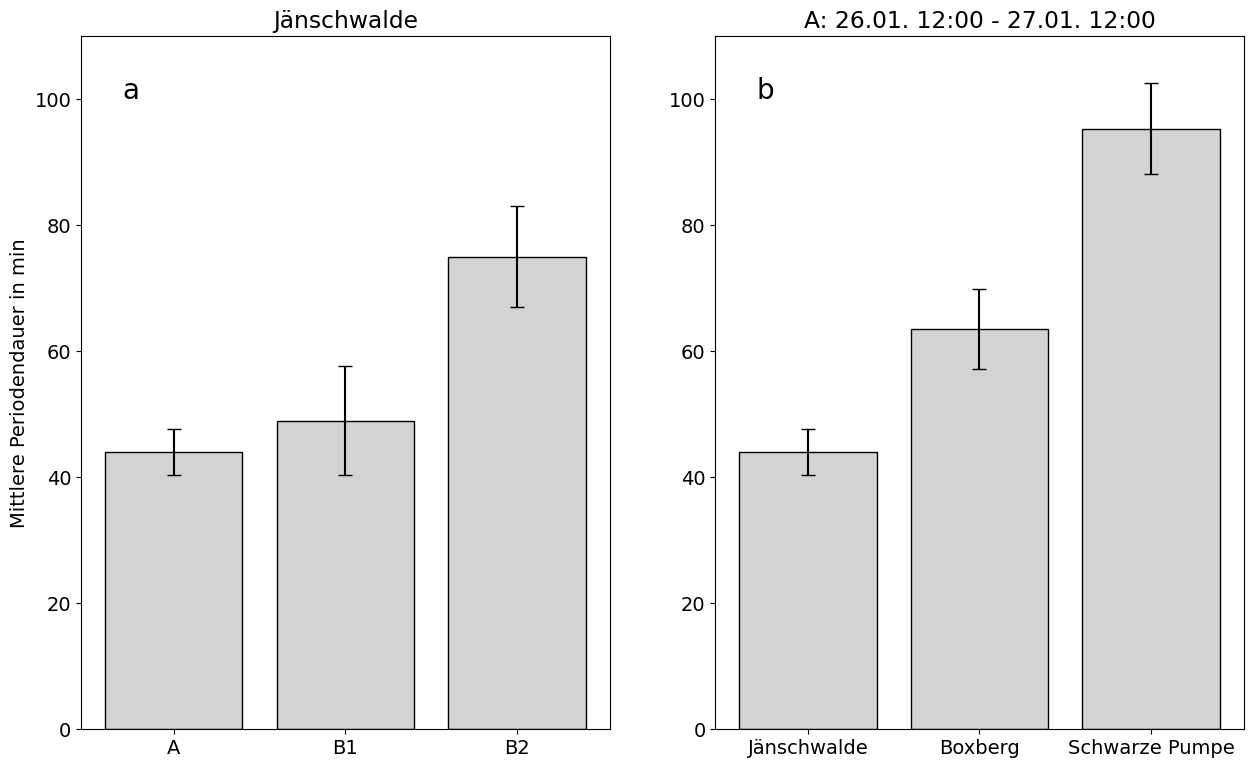 Jänschwalde
a
Mittlere Periodendauer in min
100
80
60
40
20
0
A B1 B2
A: 26.01. 12:00 - 27.01. 12:00
b
100
80
60
40
20
0
Jänschwalde Boxberg Schwarze Pumpe